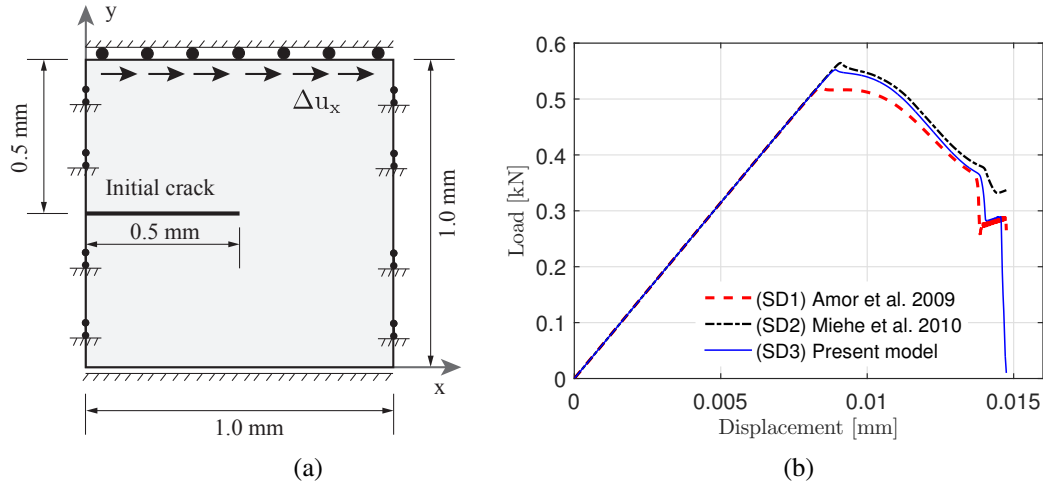 y
Δu_x
0.5 mm
Initial crack
0.5 mm
1.0 mm
x
1.0 mm
(a)
0.6
0.5
0.4
0.3
0.2
0.1
0
Load [kN]
(SD1) Amor et al. 2009
(SD2) Miehe et al. 2010
(SD3) Present model
0
0.005
0.01
0.015
Displacement [mm]
(b)